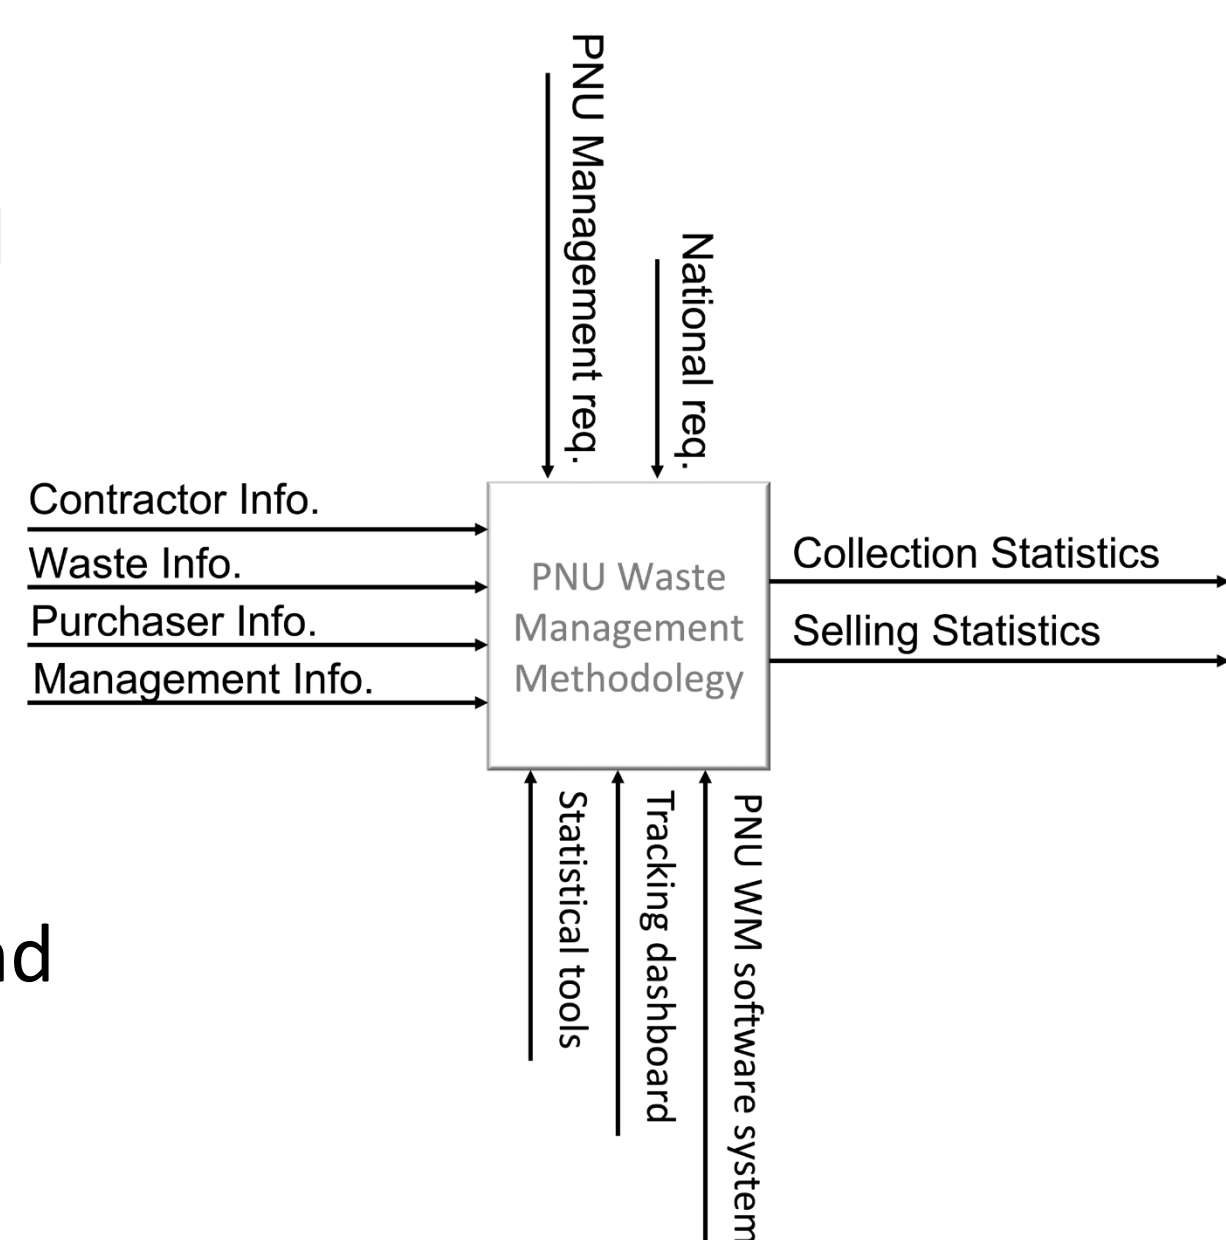 PNU Management req.
National req.
Contractor Info.
Waste Info.
Purchaser Info.
Management Info.
PNU Waste
Management
Methodolegy
Collection Statistics
Selling Statistics
Statistical tools
Tracking dashboard
PNU WM software system